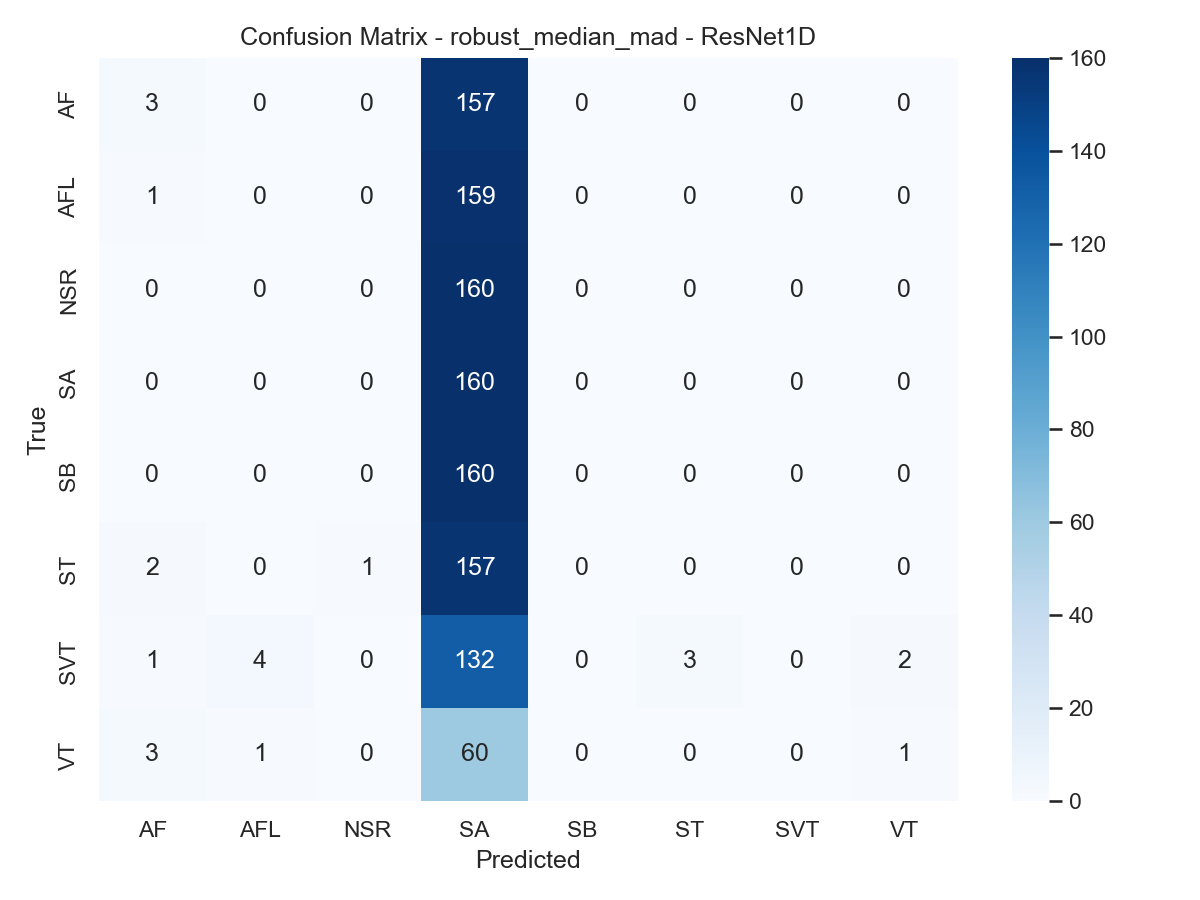 Confusion Matrix - robust_median_mad - ResNet1D
True
AF 3 0 0 157 0 0 0 0
AFL 1 0 0 159 0 0 0 0
NSR 0 0 0 160 0 0 0 0
SA 0 0 0 160 0 0 0 0
SB 0 0 0 160 0 0 0 0
ST 2 0 1 157 0 0 0 0
SVT 1 4 0 132 0 3 0 2
VT 3 1 0 60 0 0 0 1
AF AFL NSR SA SB ST SVT VT
Predicted
160
140
120
100
80
60
40
20
0